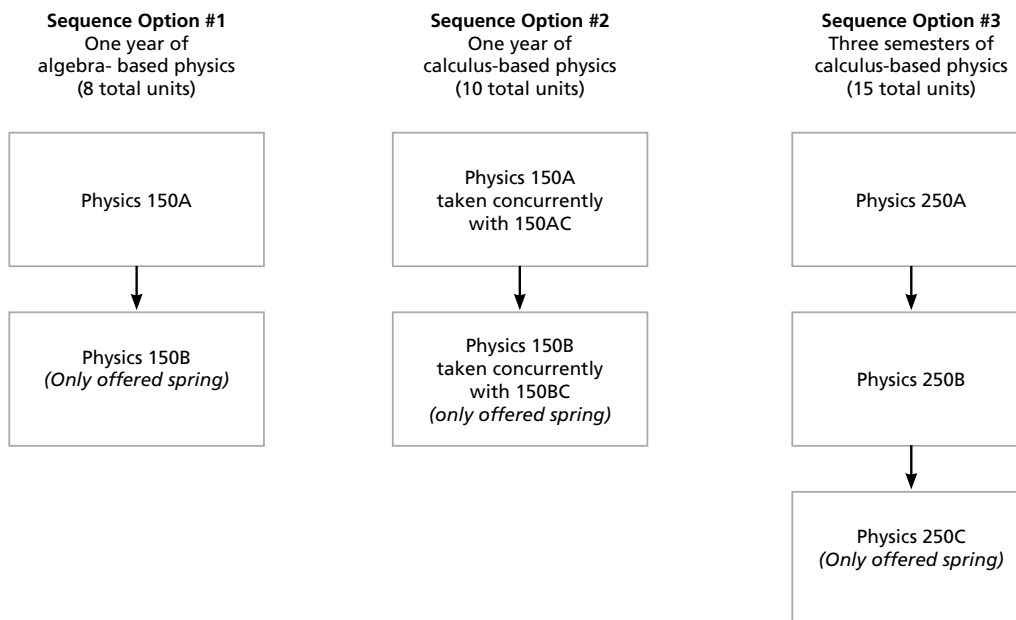 Sequence Option #1
One year of
algebra- based physics
(8 total units)
Physics 150A
Physics 150B
(Only offered spring)
Sequence Option #2
One year of
calculus-based physics
(10 total units)
Physics 150A
taken concurrently
with 150AC
Physics 150B
taken concurrently
with 150BC
(only offered spring)
Sequence Option #3
Three semesters of
calculus-based physics
(15 total units)
Physics 250A
Physics 250B
Physics 250C
(Only offered spring)